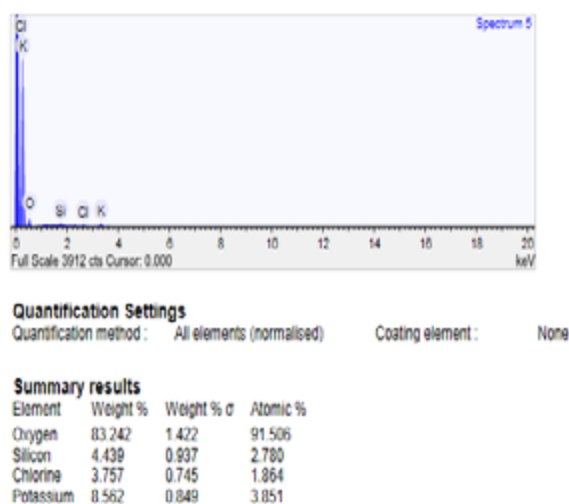 Cl
Spectrum 5
K
O
Si Cl K
0 2 4 6 8 10 12 14 16 18 20
Full Scale 3912 cts Cursor: 0.000 keV
Quantification Settings
Quantification method : All elements (normalised) Coating element : None
Summary results
Element Weight % Weight % σ Atomic %
Oxygen 83.242 1.422 91.506
Silicon 4.439 0.937 2.780
Chlorine 3.757 0.745 1.864
Potassium 8.562 0.849 3.851